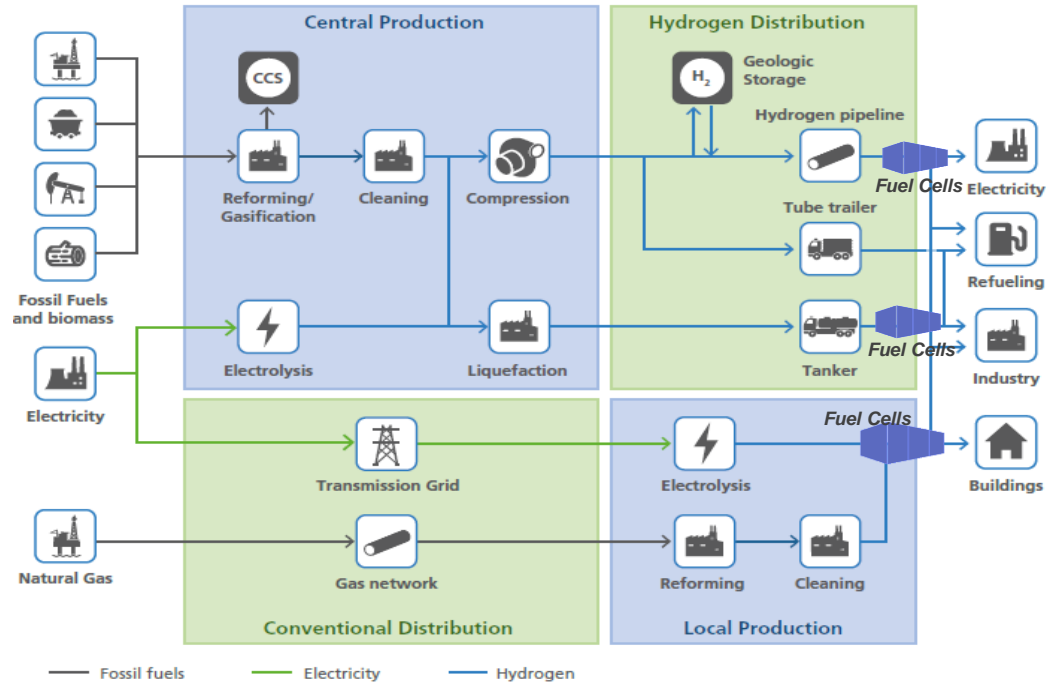 Central Production
Hydrogen Distribution
CCS
H2
Geologic
Storage
Hydrogen pipeline
Reforming/
Gasification
Cleaning
Compression
Fuel Cells
Electricity
Tube trailer
Fossil Fuels
and biomass
Refueling
Electrolysis
Liquefaction
Tanker
Fuel Cells
Industry
Electricity
Fuel Cells
Transmission Grid
Electrolysis
Buildings
Natural Gas
Gas network
Reforming
Cleaning
Conventional Distribution
Local Production
Fossil fuels
Electricity
Hydrogen